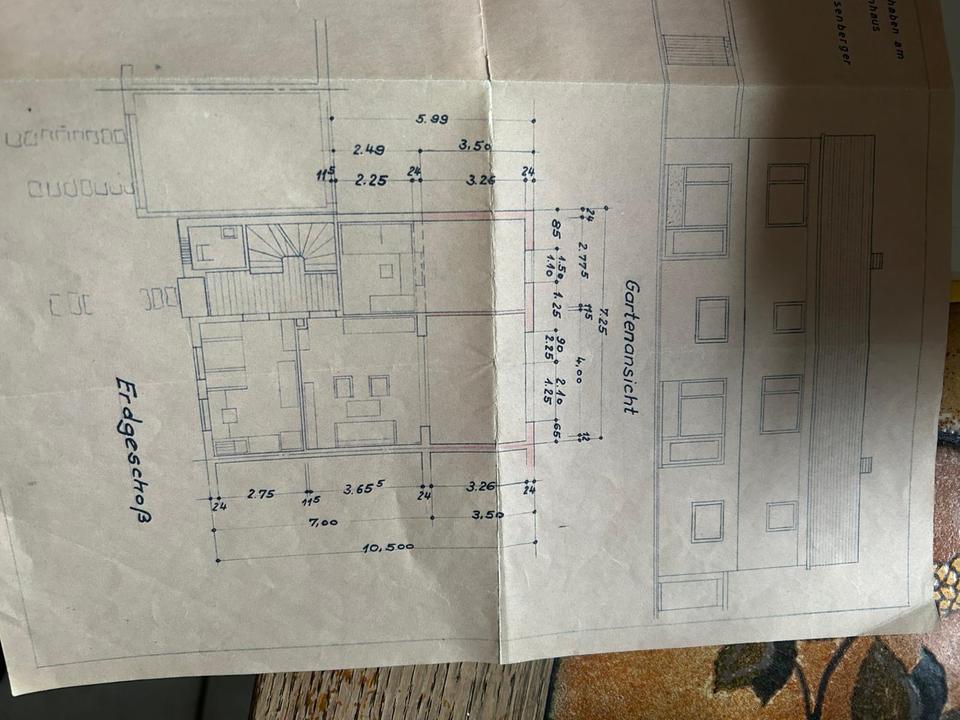 haben am
nhaus
senberger
Gartenansicht
5.99
2.49 3,50
11⁵ 2.25 24 3.26 24
24 2.775 11⁵ 4,00 12
7.25
85 1.50 1.25 90 2.10 65
1.10 2.25 1.25
24 2.75 11⁵ 3.65⁵ 24 3.26 24
7,00 3,50
10,500
Erdgeschoß